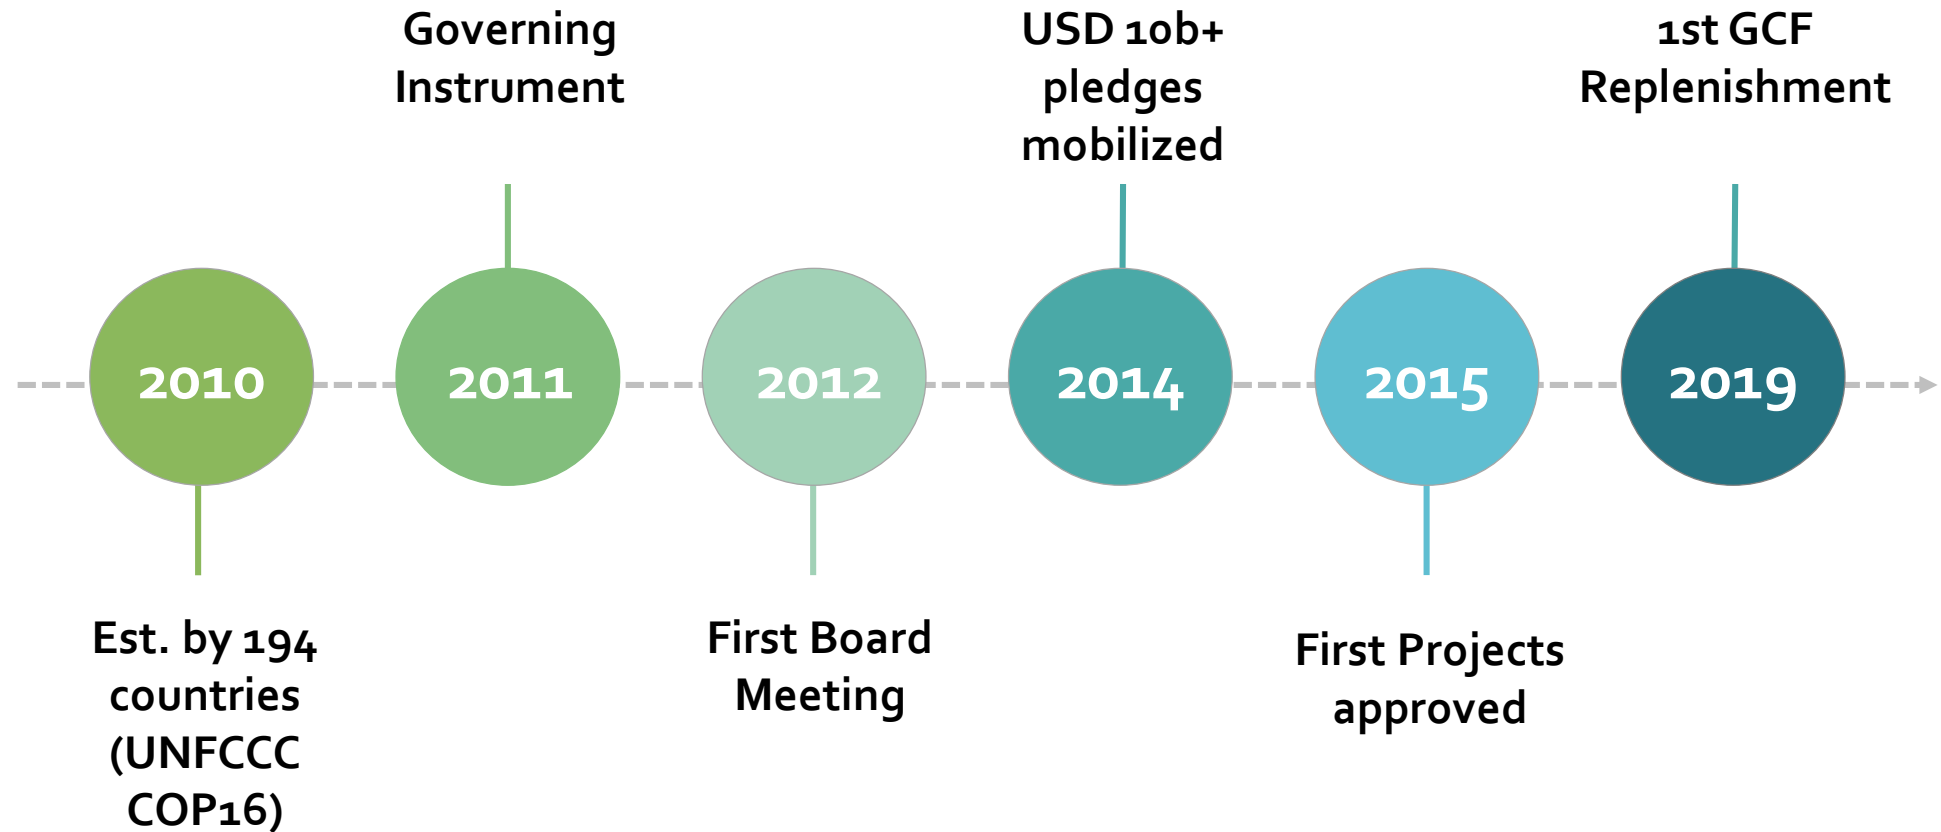 Governing
Instrument
USD 10b+
pledges
mobilized
1st GCF
Replenishment
2010
2011
2012
2014
2015
2019
Est. by 194
countries
(UNFCCC
COP16)
First Board
Meeting
First Projects
approved